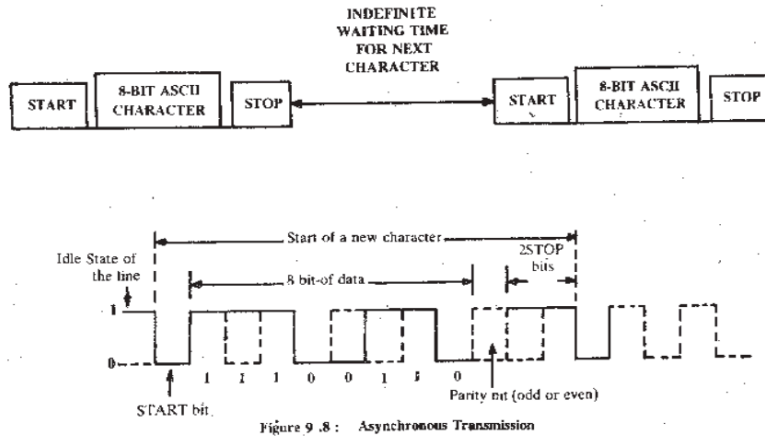 INDEFINITE
WAITING TIME
FOR NEXT
CHARACTER
START
8-BIT ASCII
CHARACTER
STOP
START
8-BIT ASCII
CHARACTER
STOP
Start of a new character
2STOP
bits
Idle State of
the line
8 bit-of data
1
0
1 1 1 0 0 1 1 0
START bit
Parity bit (odd or even)
Figure 9.8 : Asynchronous Transmission